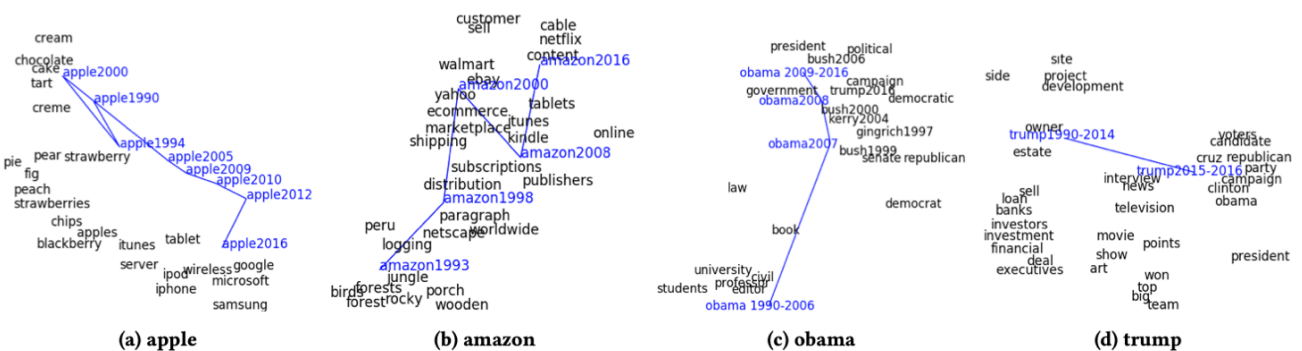 cream
chocolate
cake apple2000
tart
apple1990
creme
apple1994
pear strawberry
apple2005
pie
apple2009
fig
apple2010
peach
apple2012
strawberries
chips
apples
blackberry
itunes
tablet
apple2016
server
wireless
google
ipod
microsoft
iphone
samsung
(a) apple
customer
sell
cable
netflix
content
amazon2016
walmart
ebay
amazon2000
yahoo
tablets
ecommerce
itunes
marketplace
kindle
online
shipping
amazon2008
subscriptions
publishers
distribution
amazon1998
paragraph
peru
netscape
worldwide
logging
amazon1993
jungle
birds
forests
porch
forest
rocky
wooden
(b) amazon
president
political
bush2006
obama 2009-2016
campaign
government
trump2016
obama2008
democratic
bush2000
kerry2004
gingrich1997
obama2007
bush1999
senate republican
law
democrat
book
university
civil
professor
students
editor
obama 1990-2006
(c) obama
site
side
project
development
owner
trump1990-2014
voters
candidate
estate
cruz republican
trump2015-2016
party
interview
campaign
news
clinton
sell
obama
loan
banks
television
investors
investment
movie
points
financial
show
president
deal
executives
art
won
top
big
team
(d) trump